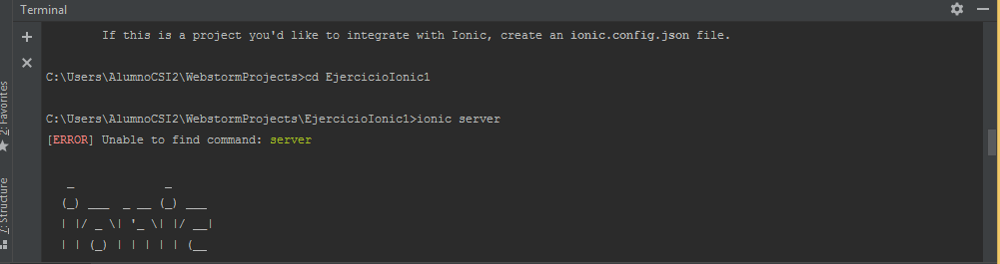 Terminal
If this is a project you'd like to integrate with Ionic, create an ionic.config.json file.
C:\Users\AlumnoCSI2\WebstormProjects>cd EjercicioIonic1
C:\Users\AlumnoCSI2\WebstormProjects\EjercicioIonic1>ionic server
[ERROR] Unable to find command: server
   _             _
  (_) ___  _ __ (_) ___
  | |/ _ \| '_ \| |/ __|
  | | (_) | | | | | (__
2: Favorites
7: Structure